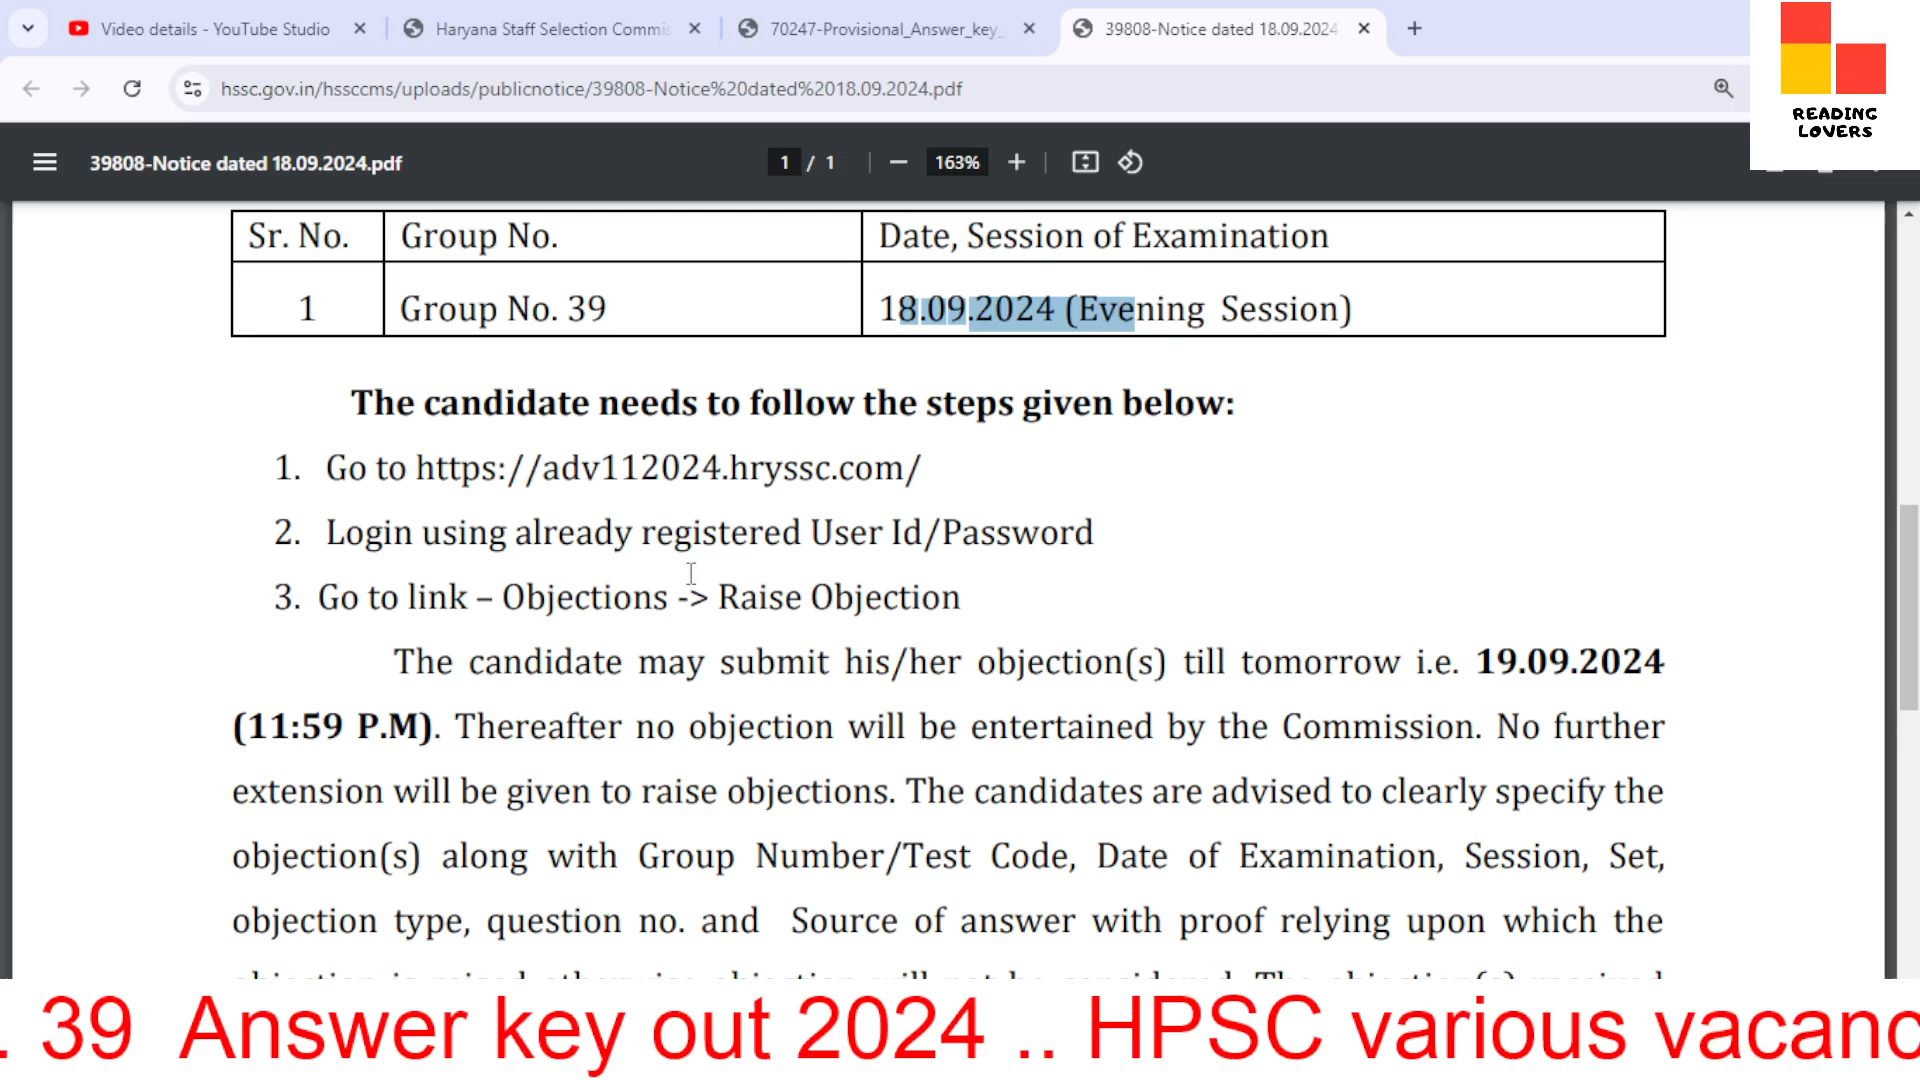 Video details - YouTube Studio
Haryana Staff Selection Commis
70247-Provisional_Answer_key_
39808-Notice dated 18.09.2024
hssc.gov.in/hssccms/uploads/publicnotice/39808-Notice%20dated%2018.09.2024.pdf
READING
LOVERS
39808-Notice dated 18.09.2024.pdf
1 / 1
163%
Sr. No. Group No. Date, Session of Examination
1 Group No. 39 18.09.2024 (Evening Session)
The candidate needs to follow the steps given below:
1. Go to https://adv112024.hryssc.com/
2. Login using already registered User Id/Password
3. Go to link – Objections -> Raise Objection
The candidate may submit his/her objection(s) till tomorrow i.e. 19.09.2024
(11:59 P.M). Thereafter no objection will be entertained by the Commission. No further
extension will be given to raise objections. The candidates are advised to clearly specify the
objection(s) along with Group Number/Test Code, Date of Examination, Session, Set,
objection type, question no. and Source of answer with proof relying upon which the
. 39 Answer key out 2024 .. HPSC various vacanc